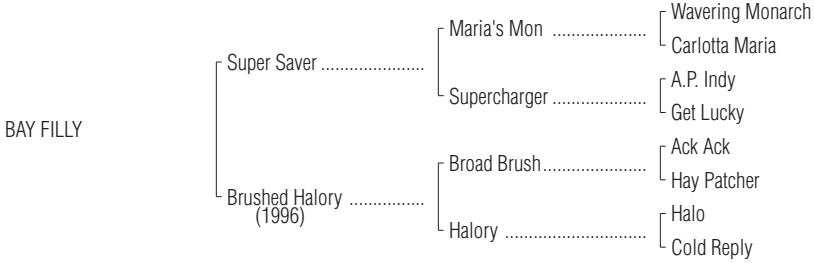 Wavering Monarch
Maria's Mon ....................
Carlotta Maria
Super Saver ......................
A.P. Indy
Supercharger ....................
Get Lucky
BAY FILLY
Ack Ack
Broad Brush......................
Hay Patcher
Brushed Halory ................
(1996)
Halo
Halory ..............................
Cold Reply